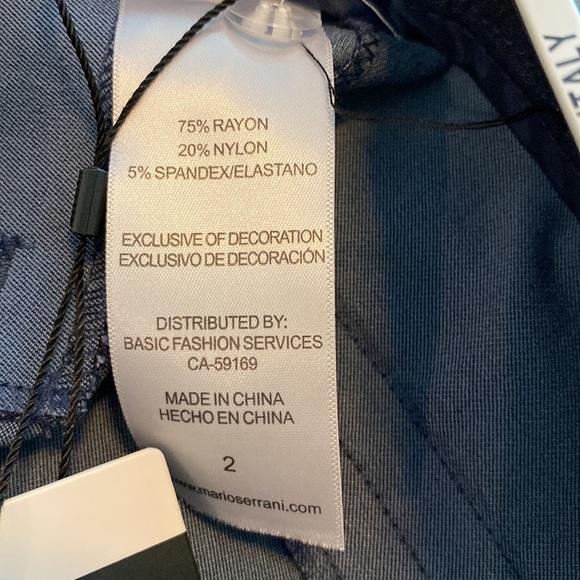 75% RAYON
20% NYLON
5% SPANDEX/ELASTANO
EXCLUSIVE OF DECORATION
EXCLUSIVO DE DECORACIÓN
DISTRIBUTED BY:
BASIC FASHION SERVICES
CA-59169
MADE IN CHINA
HECHO EN CHINA
2
www.marioserrani.com
ITALY